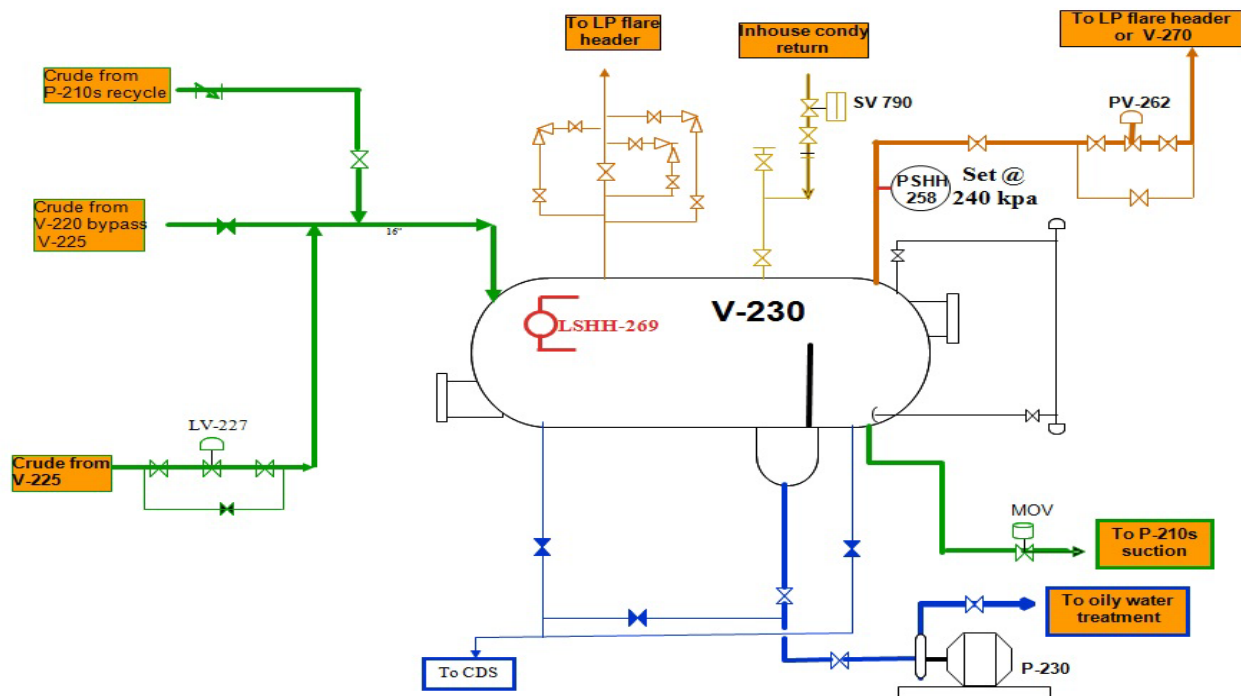 To LP flare
header
Inhouse condy
return
To LP flare header
or V-270
Crude from
P-210s recycle
SV 790
PV-262
PSHH
258
Set @
240 kpa
Crude from
V-220 bypass
V-225
16"
V-230
LSHH-269
LV-227
Crude from
V-225
MOV
To P-210s
suction
To oily water
treatment
To CDS
P-230